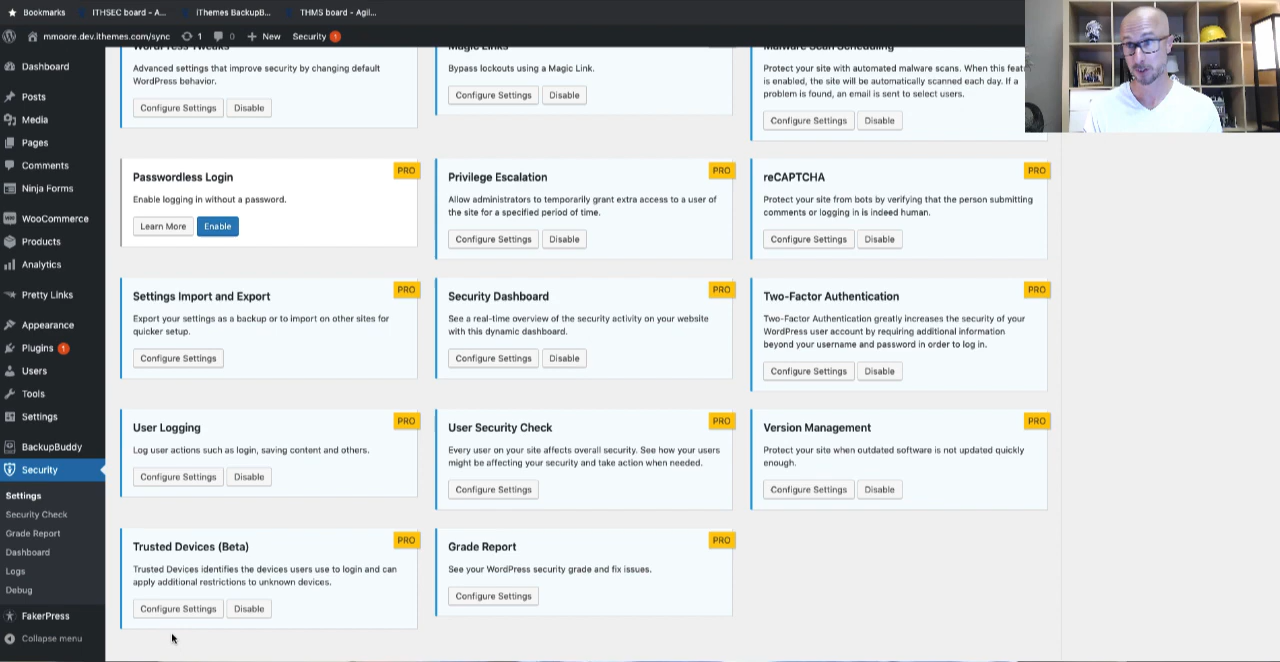 Bookmarks
ITHSEC board - A...
iThemes BackupB...
THMS board - Agil...
mmoore.dev.ithemes.com/sync
1
0
New
Security 1
Dashboard
Posts
Media
Pages
Comments
Ninja Forms
WooCommerce
Products
Analytics
Pretty Links
Appearance
Plugins 1
Users
Tools
Settings
BackupBuddy
Security
Settings
Security Check
Grade Report
Dashboard
Logs
Debug
FakerPress
Collapse menu
WordPress Tweaks
Advanced settings that improve security by changing default
WordPress behavior.
Configure Settings
Disable
Magic Links
Bypass lockouts using a Magic Link.
Configure Settings
Disable
Malware Scan Scheduling
Protect your site with automated malware scans. When this
is enabled, the site will be automatically scanned each day. If a
problem is found, an email is sent to select users.
Configure Settings
Disable
Passwordless Login
PRO
Enable logging in without a password.
Learn More
Enable
Privilege Escalation
PRO
Allow administrators to temporarily grant extra access to a user of
the site for a specified period of time.
Configure Settings
Disable
reCAPTCHA
PRO
Protect your site from bots by verifying that the person submitting
comments or logging in is indeed human.
Configure Settings
Disable
Settings Import and Export
PRO
Export your settings as a backup or to import on other sites for
quicker setup.
Configure Settings
Security Dashboard
PRO
See a real-time overview of the security activity on your website
with this dynamic dashboard.
Configure Settings
Disable
Two-Factor Authentication
PRO
Two-Factor Authentication greatly increases the security of your
WordPress user account by requiring additional information
beyond your username and password in order to log in.
Configure Settings
Disable
User Logging
PRO
Log user actions such as login, saving content and others.
Configure Settings
Disable
User Security Check
PRO
Every user on your site affects overall security. See how your users
might be affecting your security and take action when needed.
Configure Settings
Version Management
PRO
Protect your site when outdated software is not updated quickly
enough.
Configure Settings
Disable
Trusted Devices (Beta)
PRO
Trusted Devices identifies the devices users use to login and can
apply additional restrictions to unknown devices.
Configure Settings
Disable
Grade Report
PRO
See your WordPress security grade and fix issues.
Configure Settings